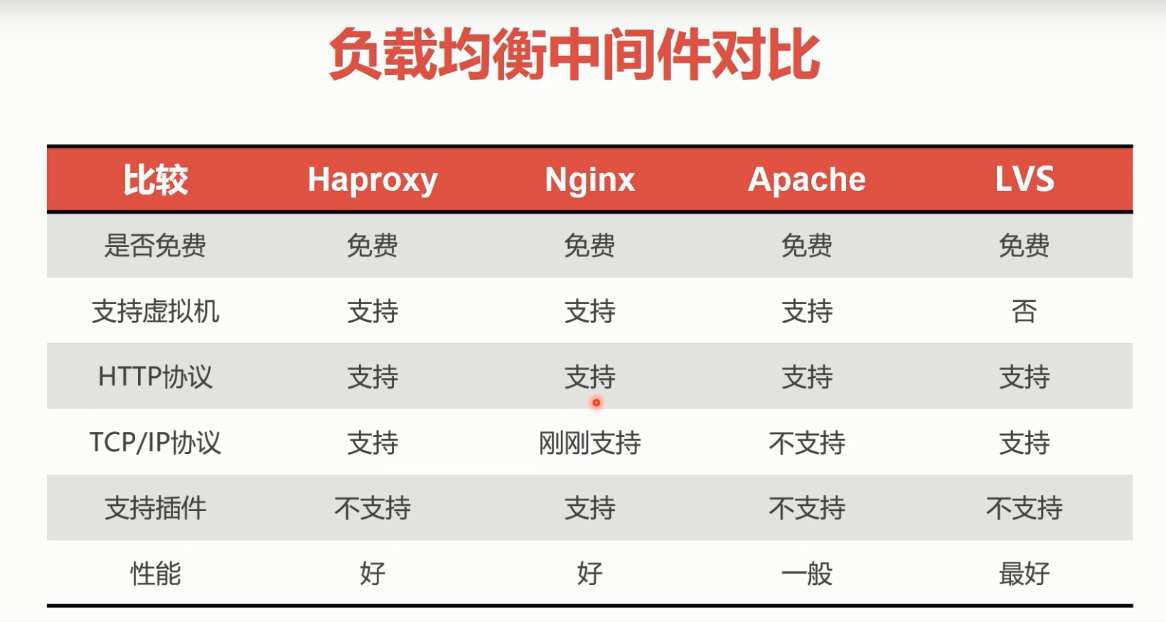 负载均衡中间件对比
比较 Haproxy Nginx Apache LVS
是否免费 免费 免费 免费 免费
支持虚拟机 支持 支持 支持 否
HTTP协议 支持 支持 支持 支持
TCP/IP协议 支持 刚刚支持 不支持 支持
支持插件 不支持 支持 不支持 不支持
性能 好 好 一般 最好